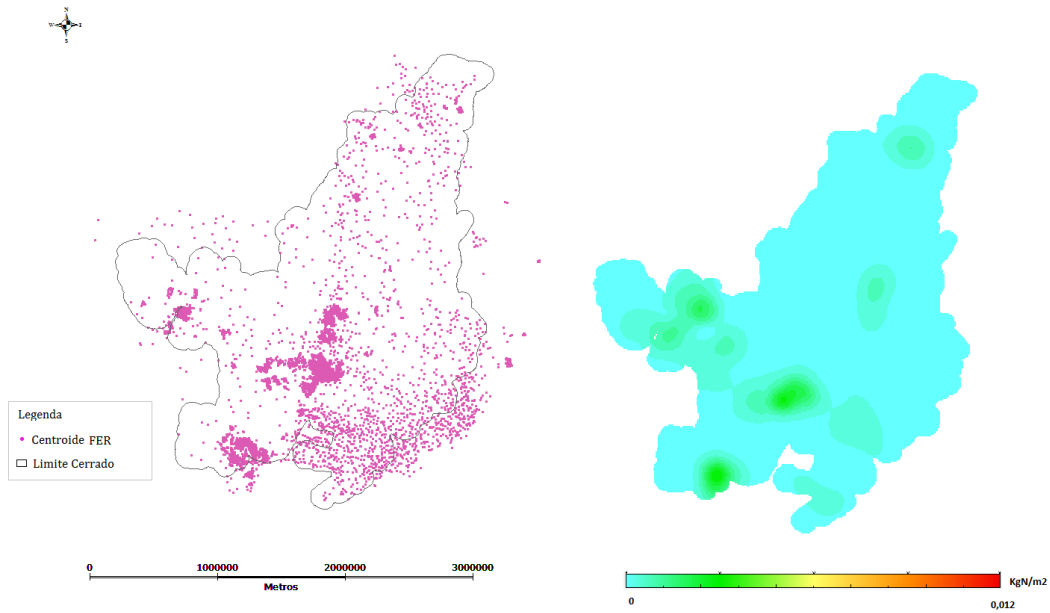 N
W E
S
Legenda
Centroide FER
Limite Cerrado
0 1000000 2000000 3000000
Metros
KgN/m2
0 0,012